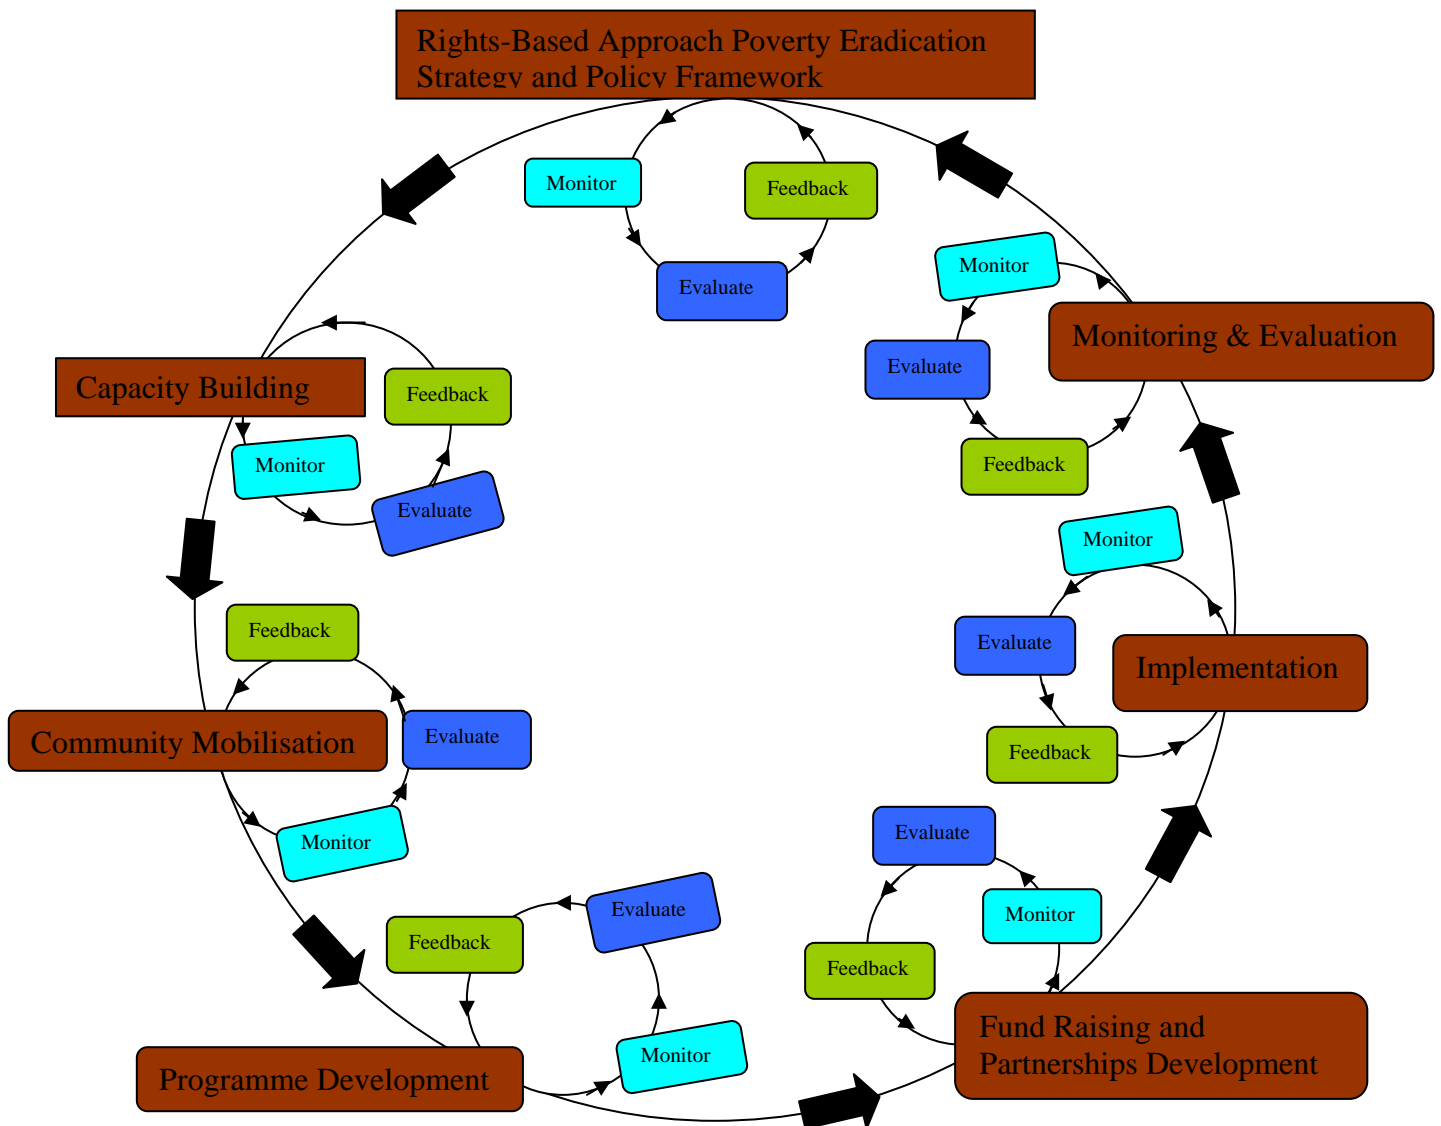 Rights-Based Approach Poverty Eradication
Strategy and Policy Framework
Monitor
Feedback
Evaluate
Monitor
Monitoring & Evaluation
Evaluate
Feedback
Capacity Building
Feedback
Monitor
Evaluate
Monitor
Evaluate
Implementation
Feedback
Feedback
Community Mobilisation
Evaluate
Monitor
Evaluate
Monitor
Feedback
Fund Raising and
Partnerships Development
Evaluate
Feedback
Monitor
Programme Development